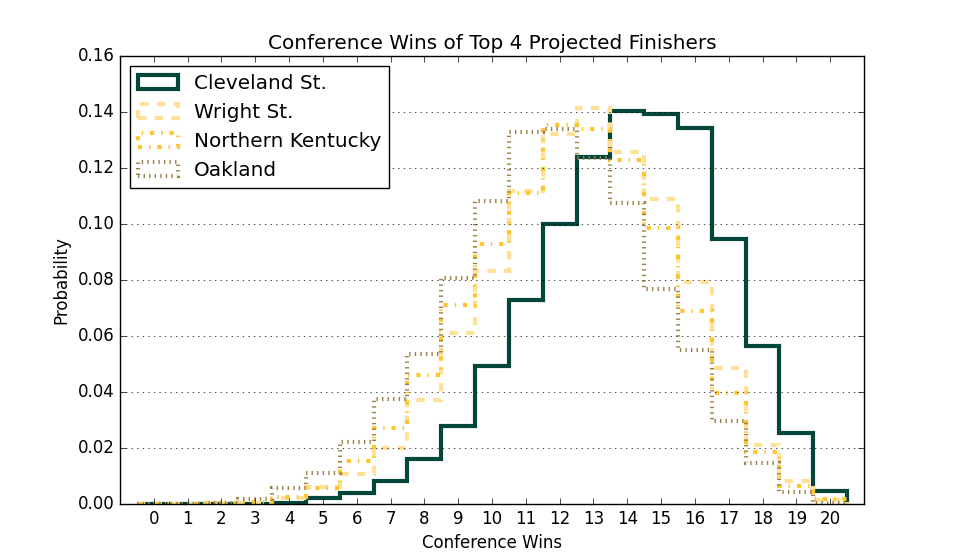 Conference Wins of Top 4 Projected Finishers
Cleveland St.
Wright St.
Northern Kentucky
Oakland
0.16
0.14
0.12
0.10
0.08
0.06
0.04
0.02
0.00
Probability
0 1 2 3 4 5 6 7 8 9 10 11 12 13 14 15 16 17 18 19 20
Conference Wins